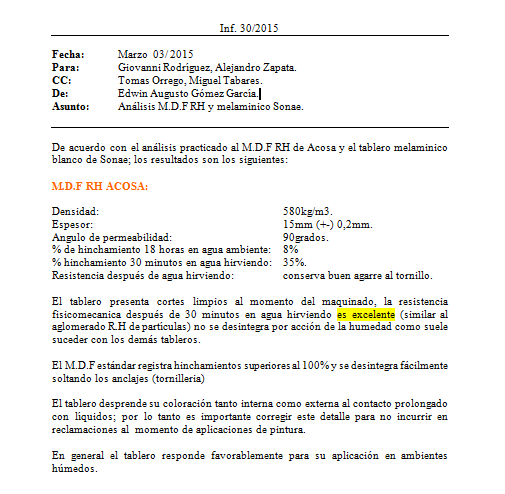 Inf. 30/2015
Fecha: Marzo 03/2015
Para: Giovanni Rodríguez, Alejandro Zapata.
CC: Tomas Orrego, Miguel Tabares.
De: Edwin Augusto Gómez García.
Asunto: Análisis M.D.F RH y melaminico Sonae.
De acuerdo con el análisis practicado al M.D.F RH de Acosa y el tablero melaminico
blanco de Sonae; los resultados son los siguientes:
M.D.F RH ACOSA:
Densidad: 580kg/m3.
Espesor: 15mm (+-) 0,2mm.
Angulo de permeabilidad: 90grados.
% de hinchamiento 18 horas en agua ambiente: 8%
% hinchamiento 30 minutos en agua hirviendo: 35%.
Resistencia después de agua hirviendo: conserva buen agarre al tornillo.
El tablero presenta cortes limpios al momento del maquinado, la resistencia
fisicomecanica después de 30 minutos en agua hirviendo es excelente (similar al
aglomerado R.H de partículas) no se desintegra por acción de la humedad como suele
suceder con los demás tableros.
El M.D.F estándar registra hinchamientos superiores al 100% y se desintegra fácilmente
soltando los anclajes (tornillería)
El tablero desprende su coloración tanto interna como externa al contacto prolongado
con líquidos; por lo tanto es importante corregir este detalle para no incurrir en
reclamaciones al momento de aplicaciones de pintura.
En general el tablero responde favorablemente para su aplicación en ambientes
húmedos.